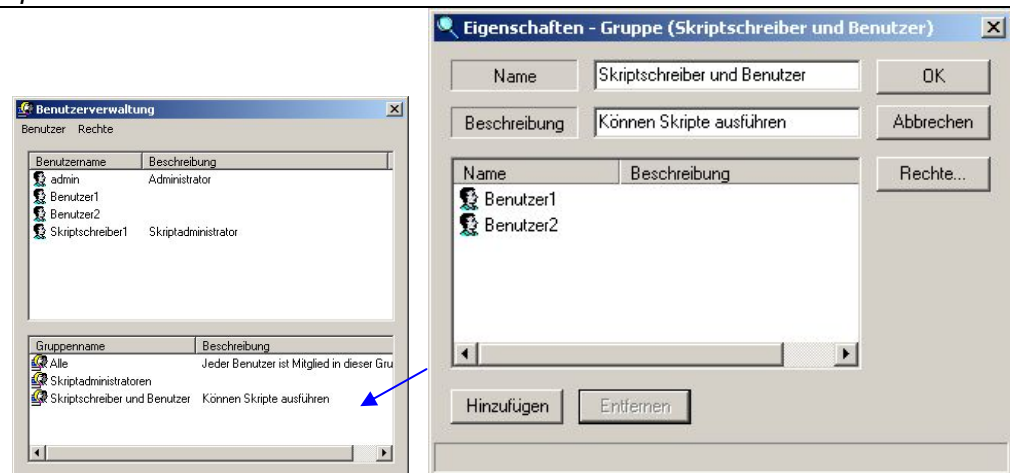 Benutzerverwaltung
Benutzer Rechte
Benutzername Beschreibung
admin Administrator
Benutzer1
Benutzer2
Skriptschreiber1 Skriptadministrator
Gruppenname Beschreibung
Alle Jeder Benutzer ist Mitglied in dieser Gru
Skriptadministratoren
Skriptschreiber und Benutzer Können Skripte ausführen
Eigenschaften - Gruppe (Skriptschreiber und Benutzer)
Name Skriptschreiber und Benutzer OK
Beschreibung Können Skripte ausführen Abbrechen
Name Beschreibung Rechte...
Benutzer1
Benutzer2
Hinzufügen Entfernen